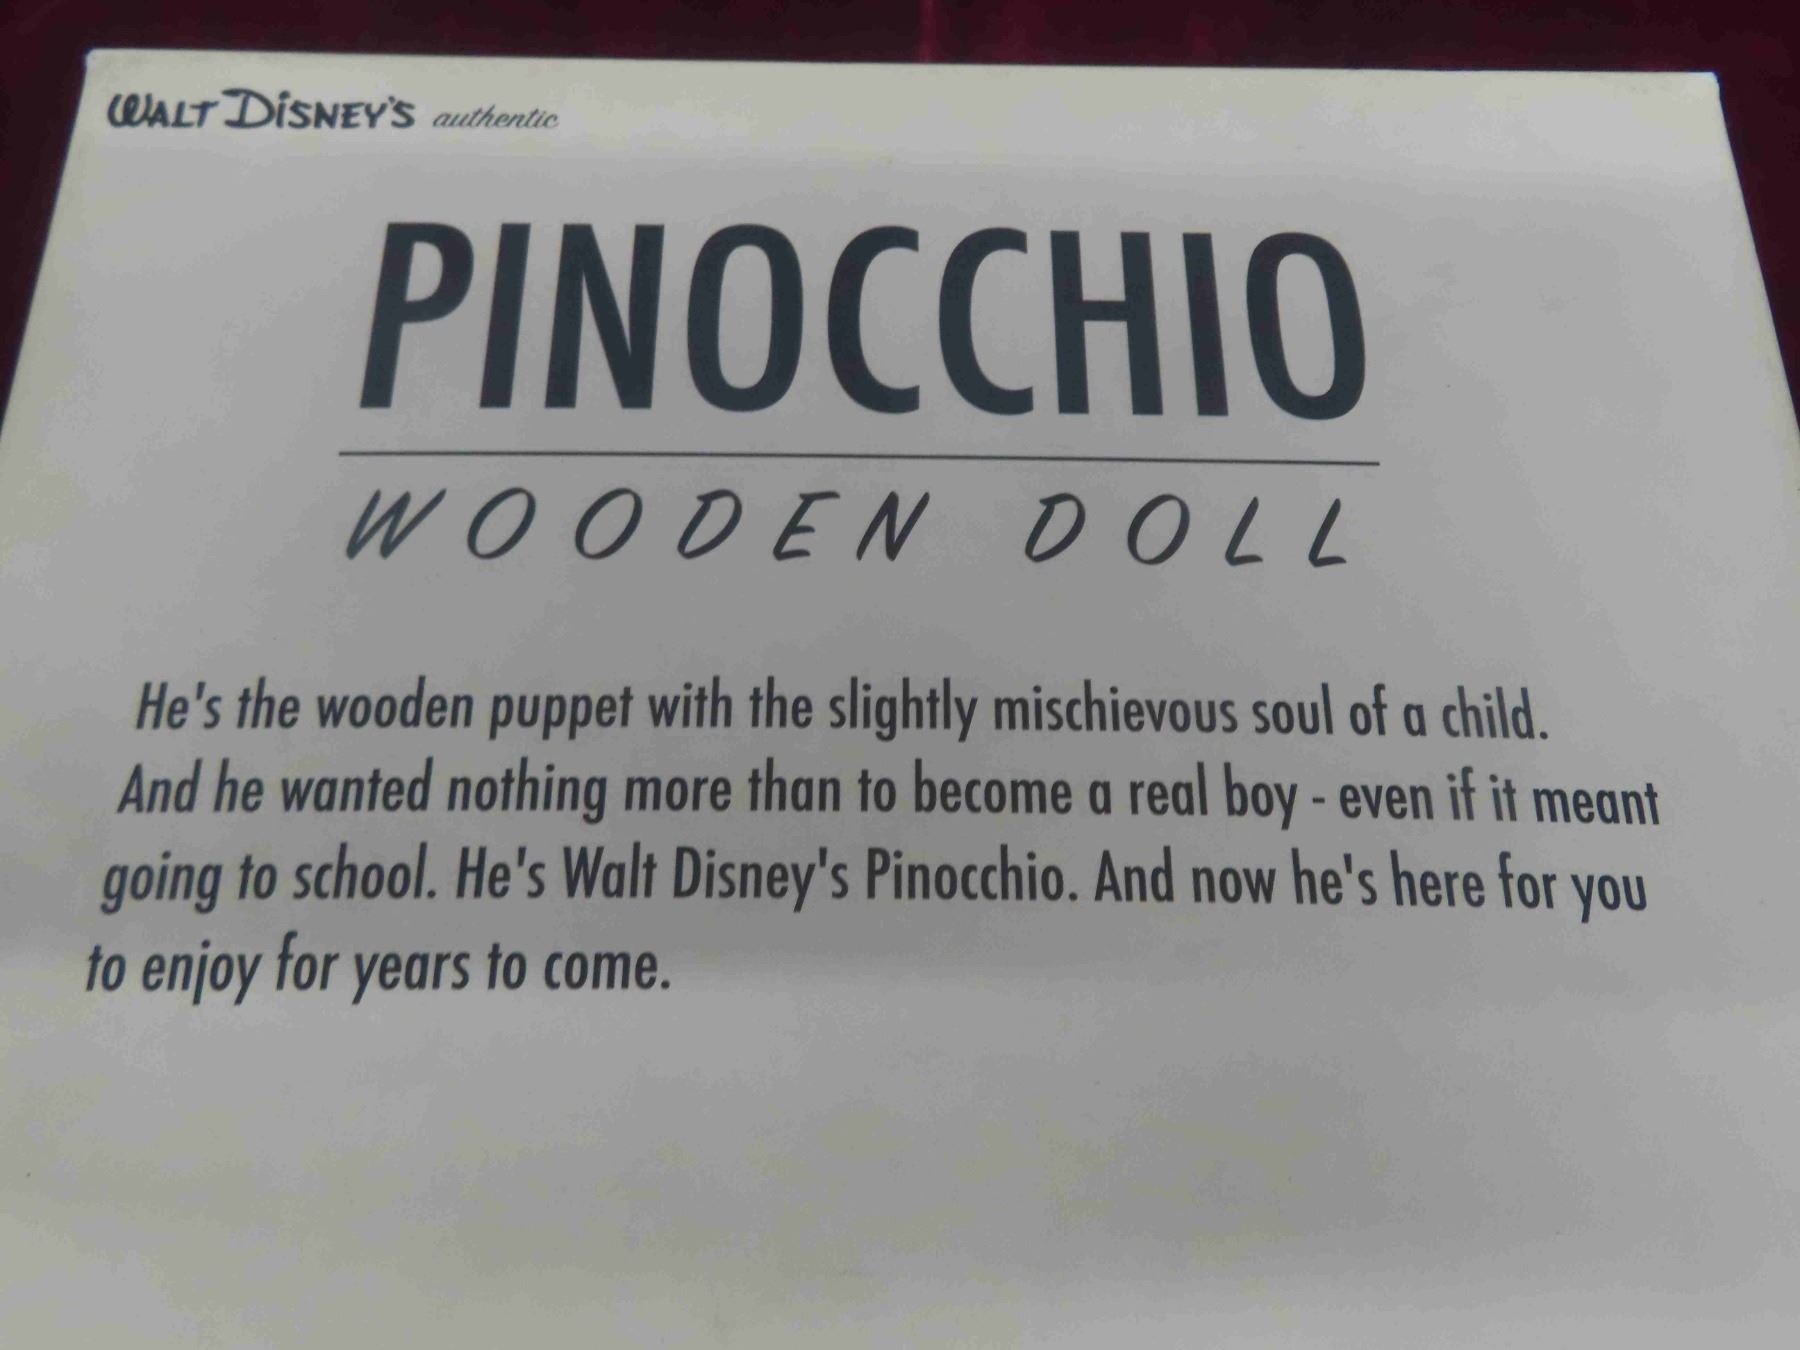 WALT DISNEY'S authentic
PINOCCHIO
WOODEN DOLL
He's the wooden puppet with the slightly mischievous soul of a child.
And he wanted nothing more than to become a real boy - even if it meant
going to school. He's Walt Disney's Pinocchio. And now he's here for you
to enjoy for years to come.